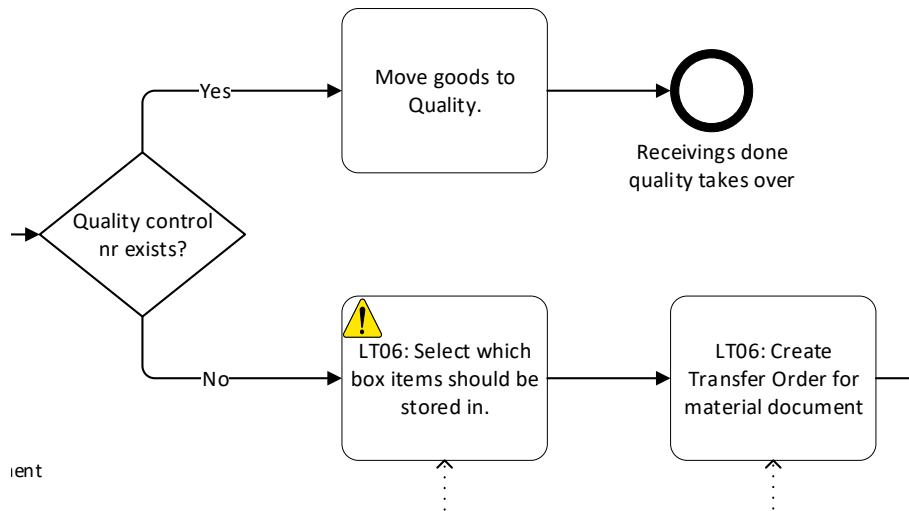 Yes
Move goods to
Quality.
Receivings done
quality takes over
Quality control
nr exists?
No
LT06: Select which
box items should be
stored in.
LT06: Create
Transfer Order for
material document